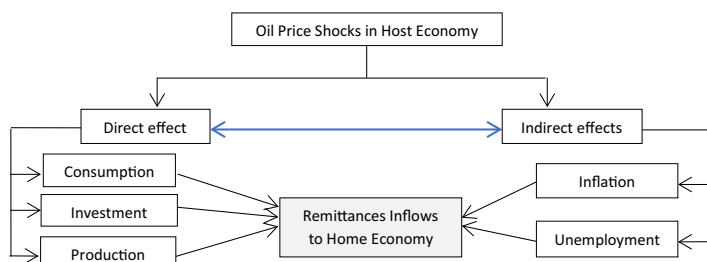 Oil Price Shocks in Host Economy
Direct effect
Indirect effects
Consumption
Investment
Production
Remittances Inflows
to Home Economy
Inflation
Unemployment